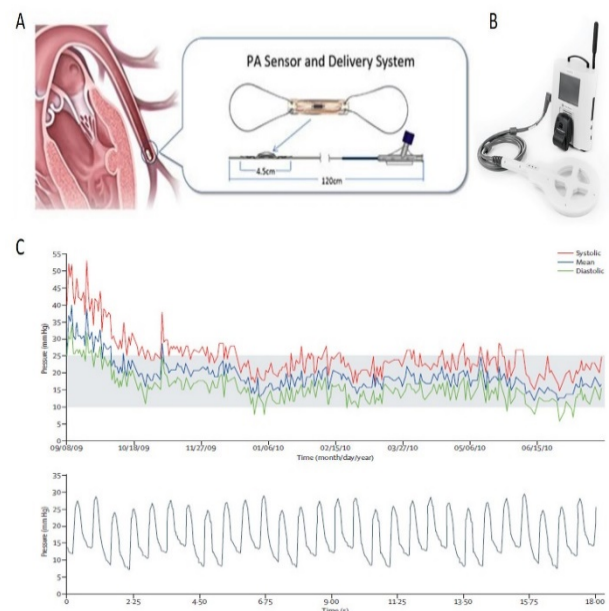 A
B
PA Sensor and Delivery System
4.5cm
120cm
C
Systolic
Mean
Diastolic
55
50
45
40
35
30
25
20
15
10
5
0
Pressure (mmHg)
09/08/09 10/18/09 11/27/09 01/06/10 02/15/10 03/27/10 05/06/10 06/15/10
Time (month/day/year)
35
30
25
20
15
10
5
0
Pressure (mmHg)
0 2·25 4·50 6·75 9·00 11·25 13·50 15·75 18·00
Time (s)